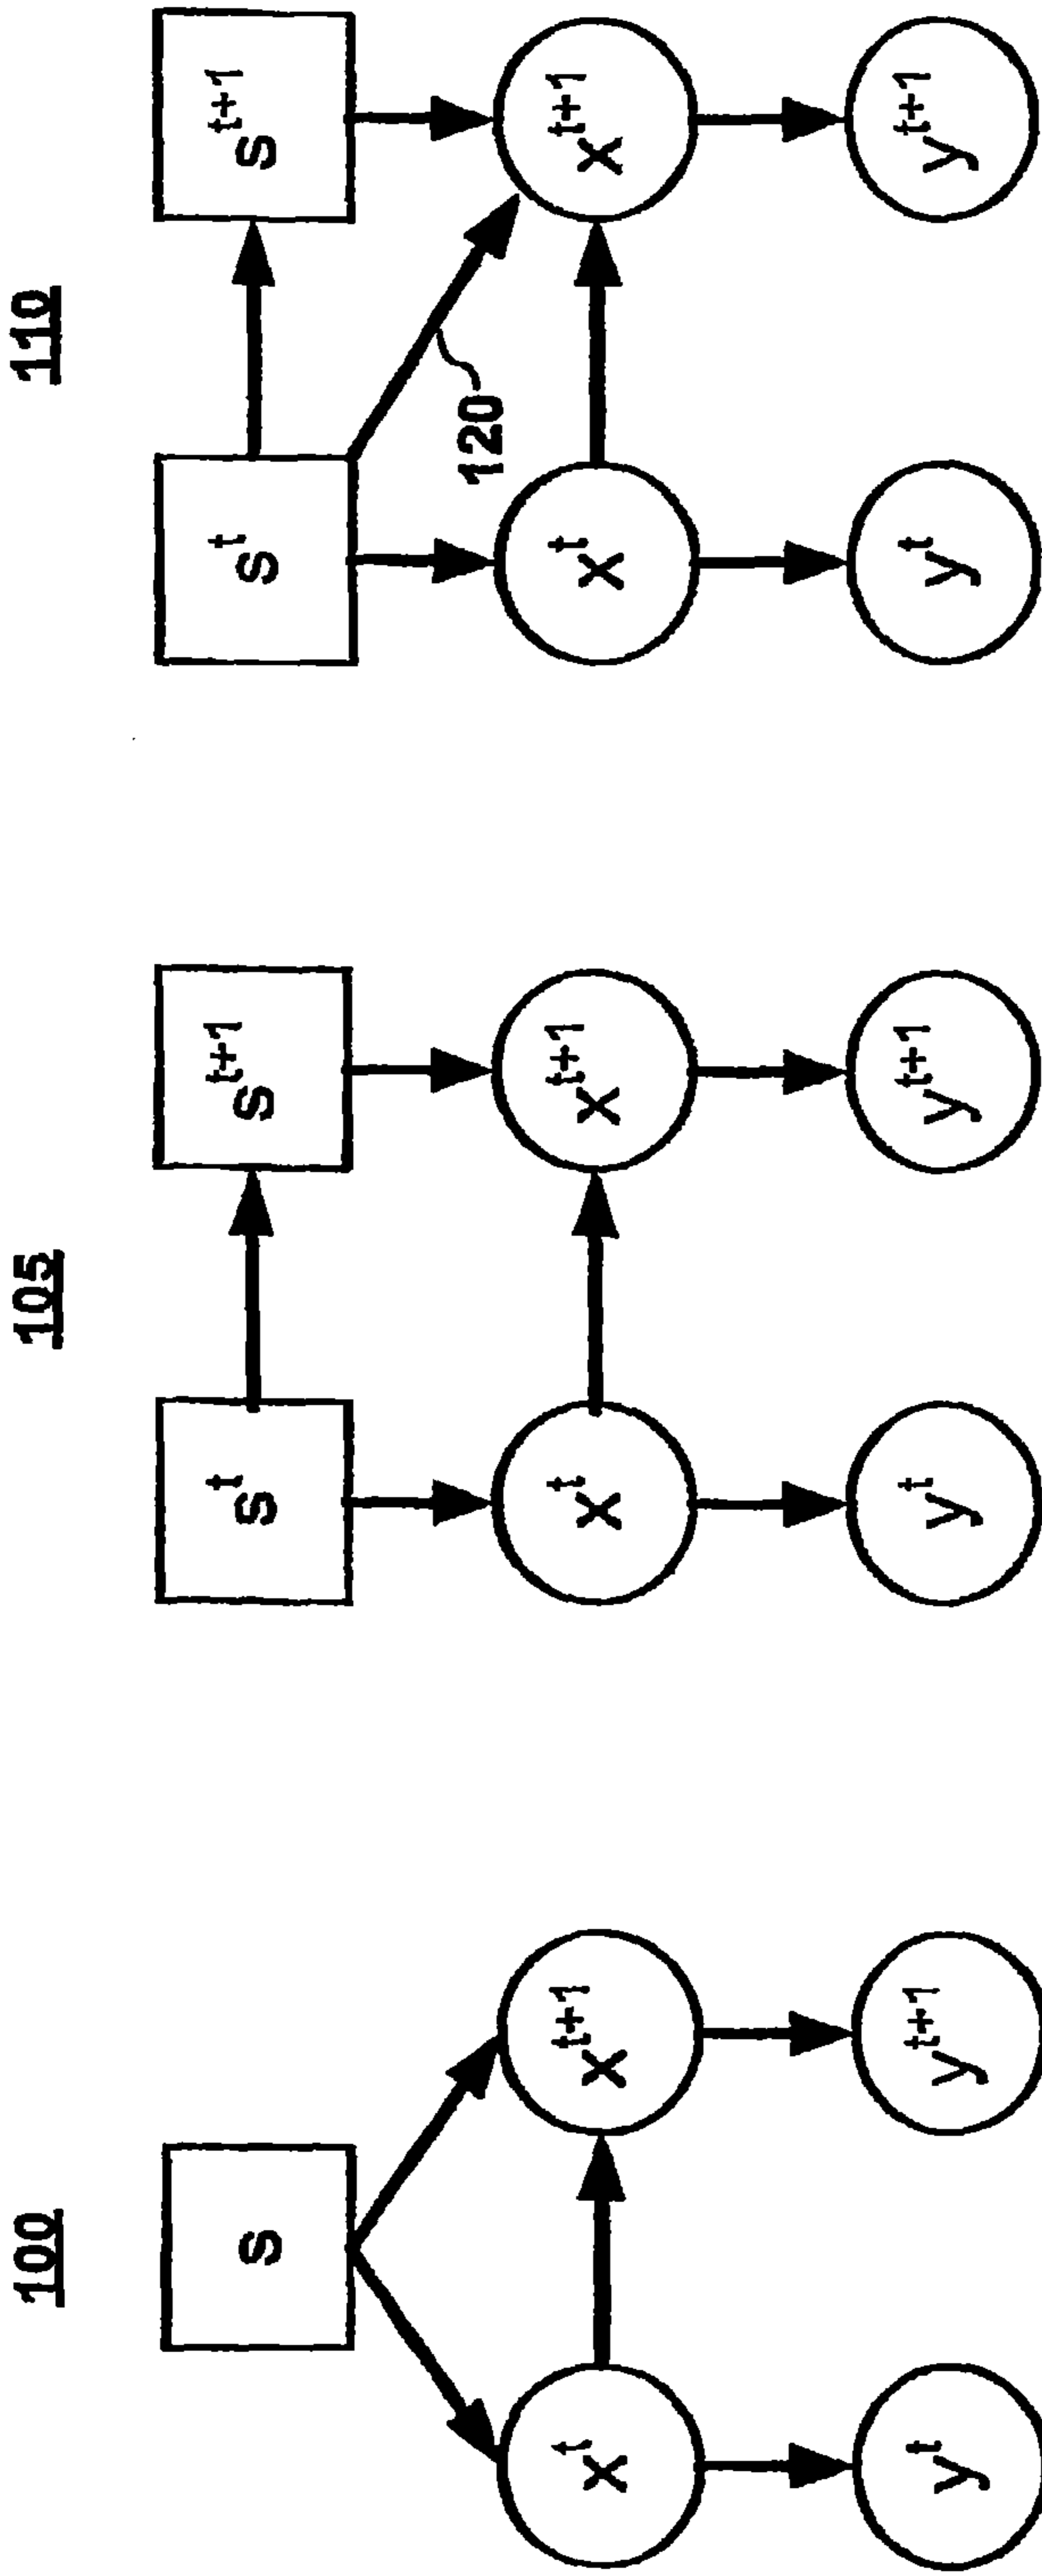 100
s
x^t
x^{t+1}
y^t
y^{t+1}
105
s^t
s^{t+1}
x^t
x^{t+1}
y^t
y^{t+1}
110
s^t
s^{t+1}
120
x^t
x^{t+1}
y^t
y^{t+1}